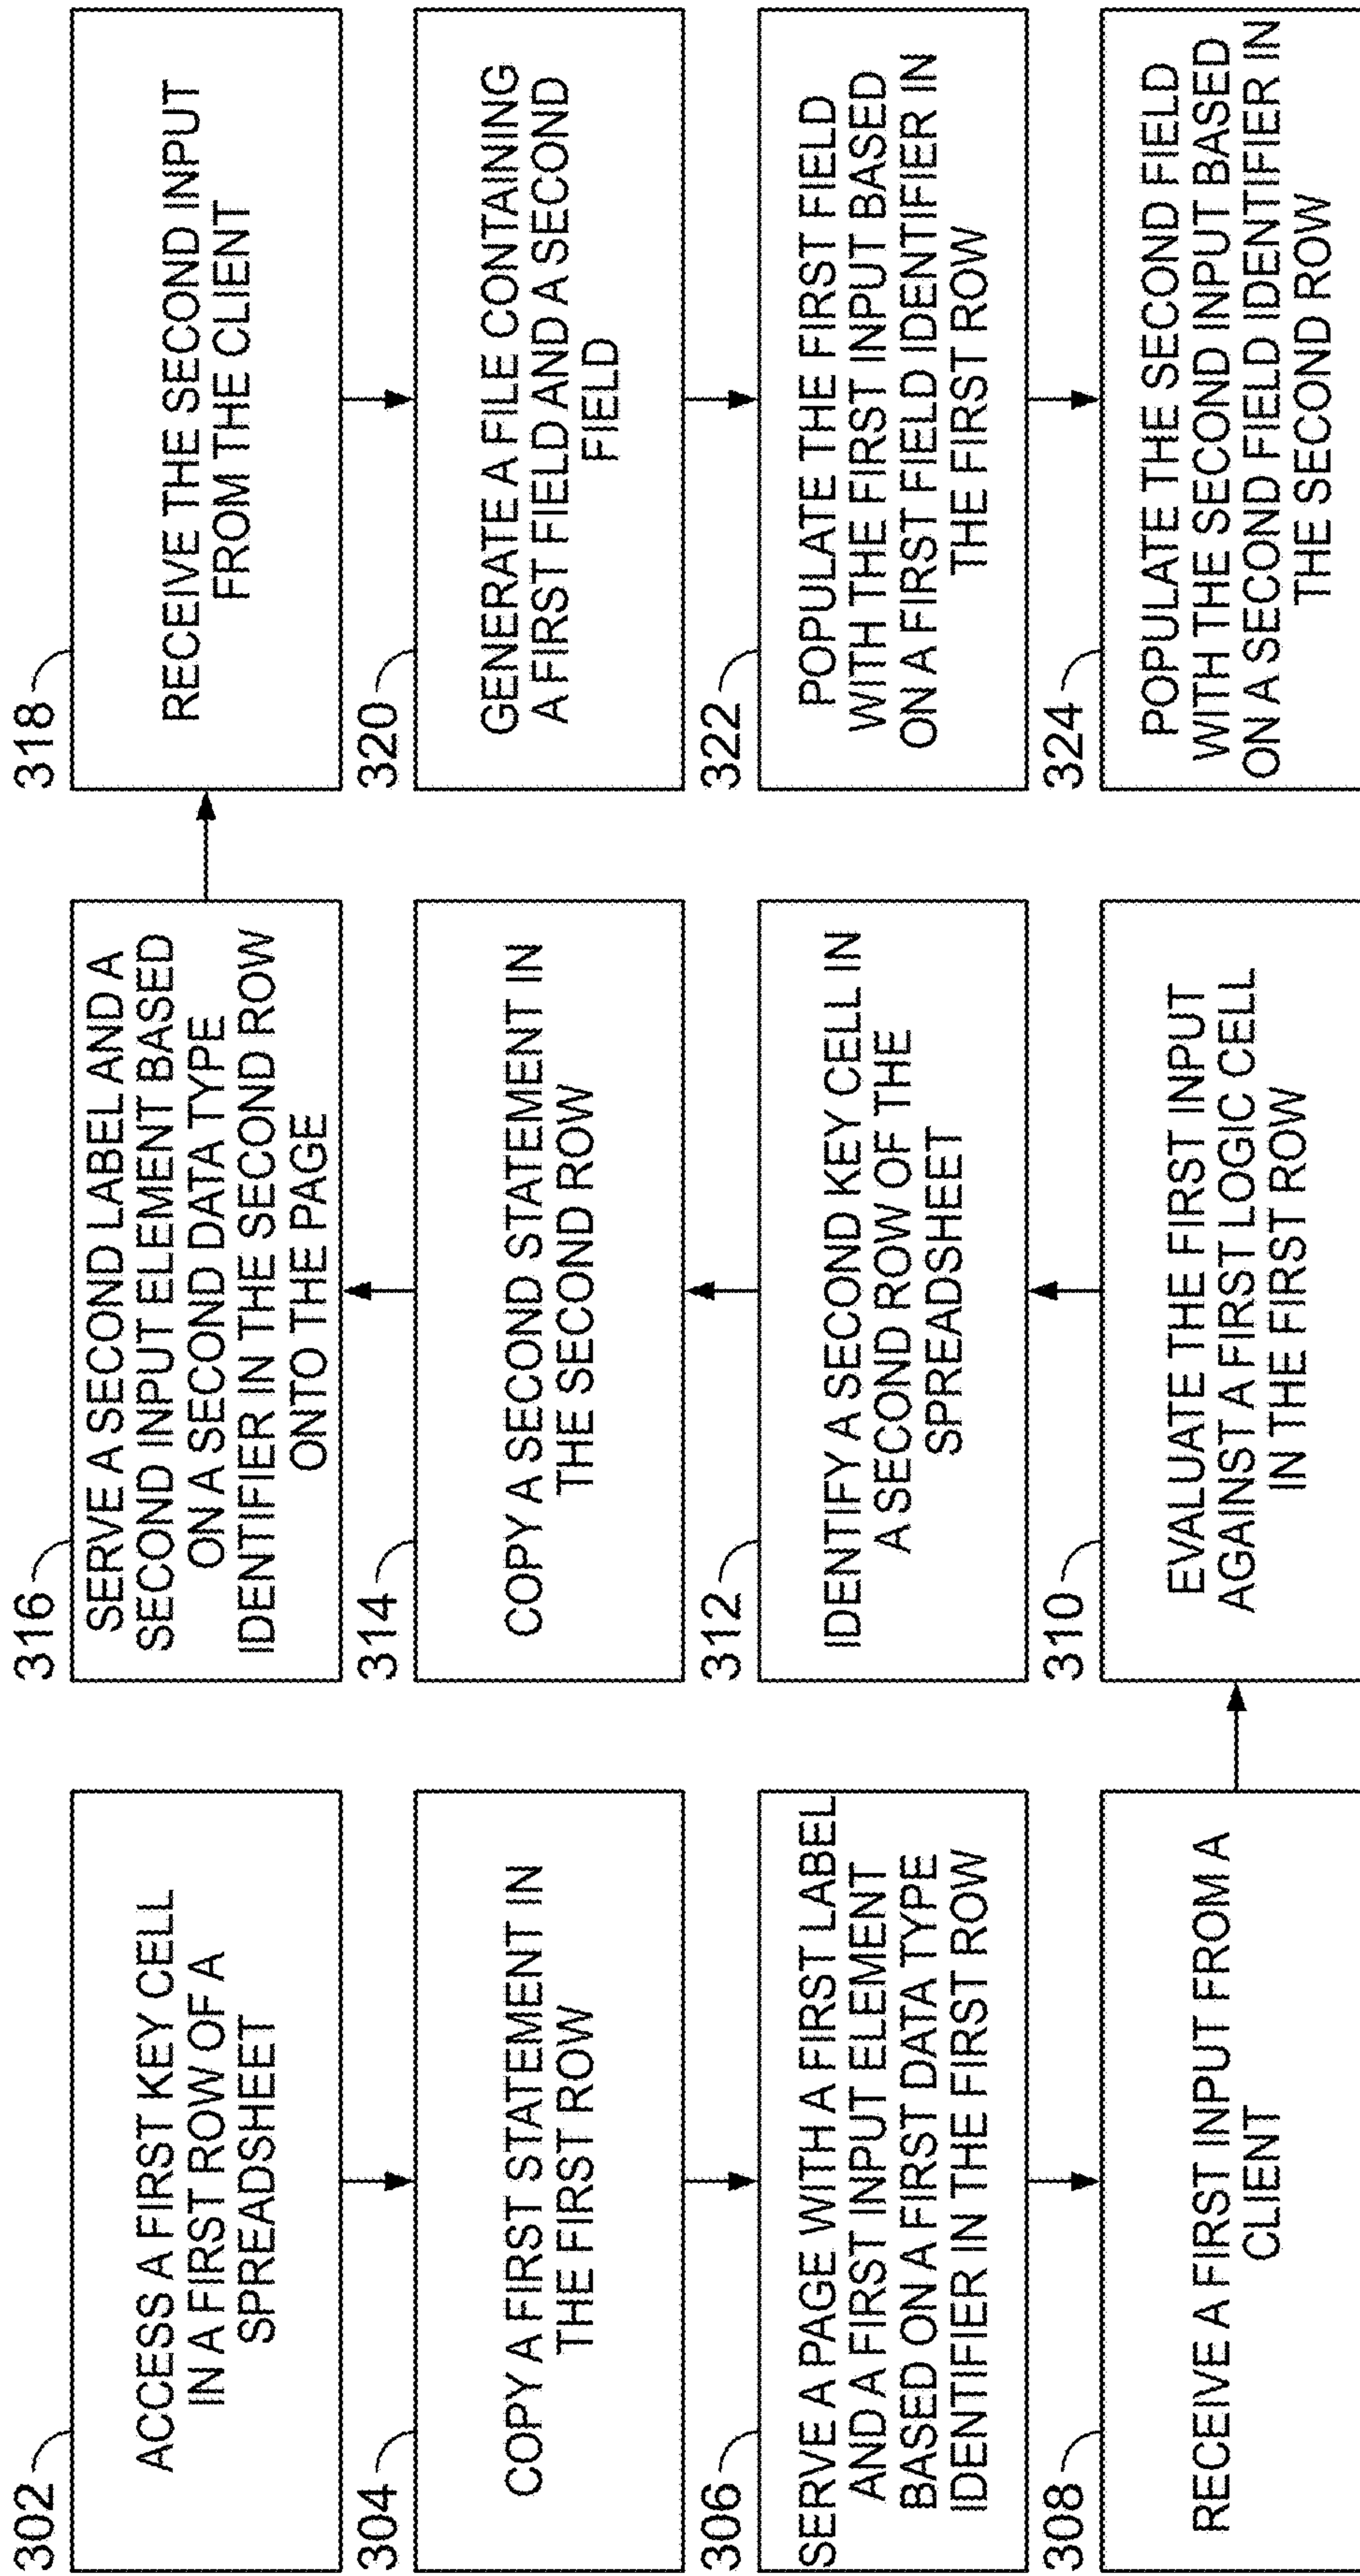 302
ACCESS A FIRST KEY CELL
IN A FIRST ROW OF A
SPREADSHEET
304
COPY A FIRST STATEMENT IN
THE FIRST ROW
306
SERVE A PAGE WITH A FIRST LABEL
AND A FIRST INPUT ELEMENT
BASED ON A FIRST DATA TYPE
IDENTIFIER IN THE FIRST ROW
308
RECEIVE A FIRST INPUT FROM A
CLIENT
310
EVALUATE THE FIRST INPUT
AGAINST A FIRST LOGIC CELL
IN THE FIRST ROW
312
IDENTIFY A SECOND KEY CELL IN
A SECOND ROW OF THE
SPREADSHEET
314
COPY A SECOND STATEMENT IN
THE SECOND ROW
316
SERVE A SECOND LABEL AND A
SECOND INPUT ELEMENT BASED
ON A SECOND DATA TYPE
IDENTIFIER IN THE SECOND ROW
ONTO THE PAGE
318
RECEIVE THE SECOND INPUT
FROM THE CLIENT
320
GENERATE A FILE CONTAINING
A FIRST FIELD AND A SECOND
FIELD
322
POPULATE THE FIRST FIELD
WITH THE FIRST INPUT BASED
ON A FIRST FIELD IDENTIFIER IN
THE FIRST ROW
324
POPULATE THE SECOND FIELD
WITH THE SECOND INPUT BASED
ON A SECOND FIELD IDENTIFIER IN
THE SECOND ROW